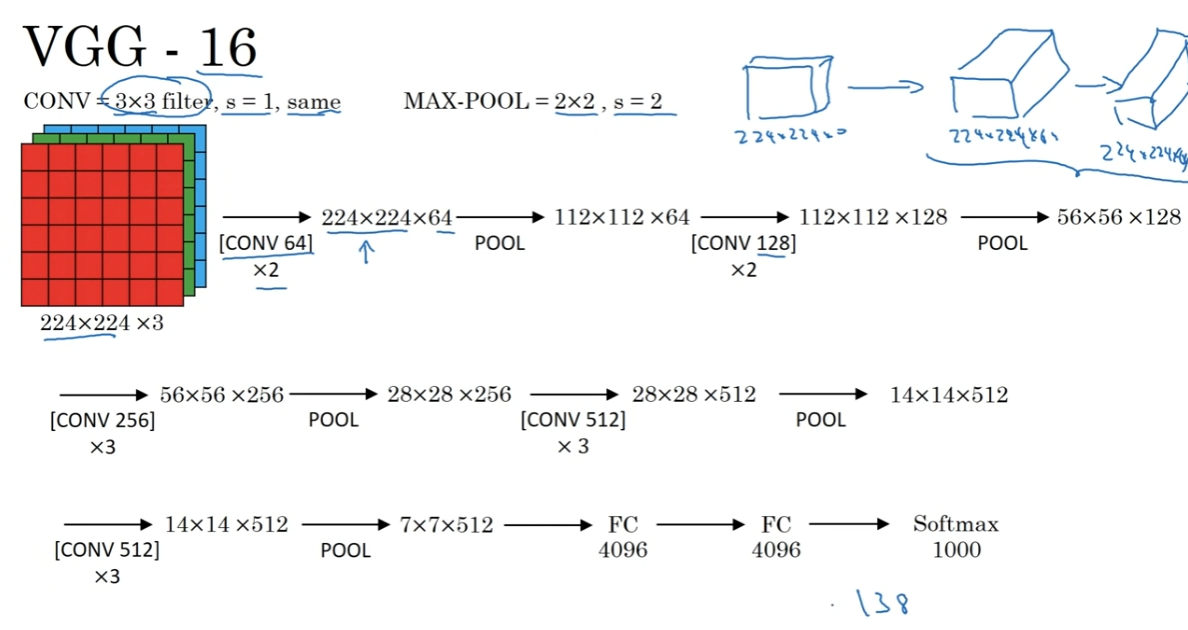 VGG - 16
CONV = 3×3 filter, s = 1, same
MAX-POOL = 2×2 , s = 2
224×224×3
224×224×64
224×224×64
224×224×64
112×112 ×64
112×112 ×128
56×56 ×128
[CONV 64]
POOL
[CONV 128]
POOL
×2
×2
224×224 ×3
56×56 ×256
28×28 ×256
28×28 ×512
14×14×512
[CONV 256]
POOL
[CONV 512]
POOL
×3
× 3
14×14 ×512
7×7×512
FC
FC
Softmax
[CONV 512]
POOL
4096
4096
1000
×3
138